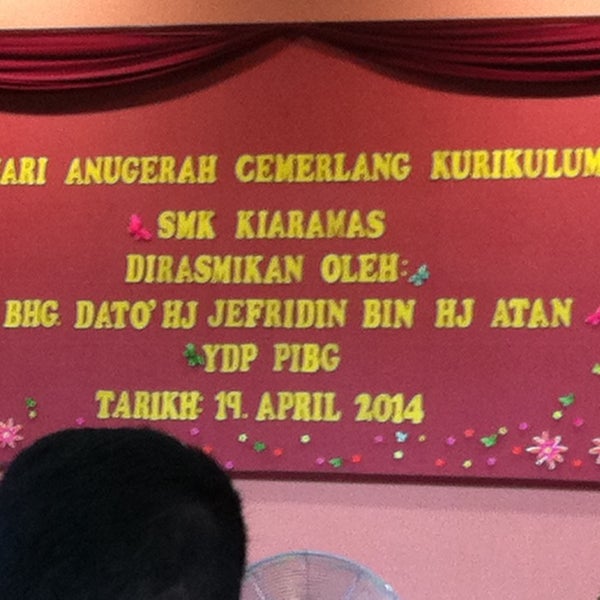 HARI ANUGERAH CEMERLANG KURIKULUM
SMK KIARAMAS
DIRASMIKAN OLEH:
BHG. DATO' HJ JEFRIDIN BIN HJ ATAN
YDP PIBG
TARIKH: 19. APRIL 2014